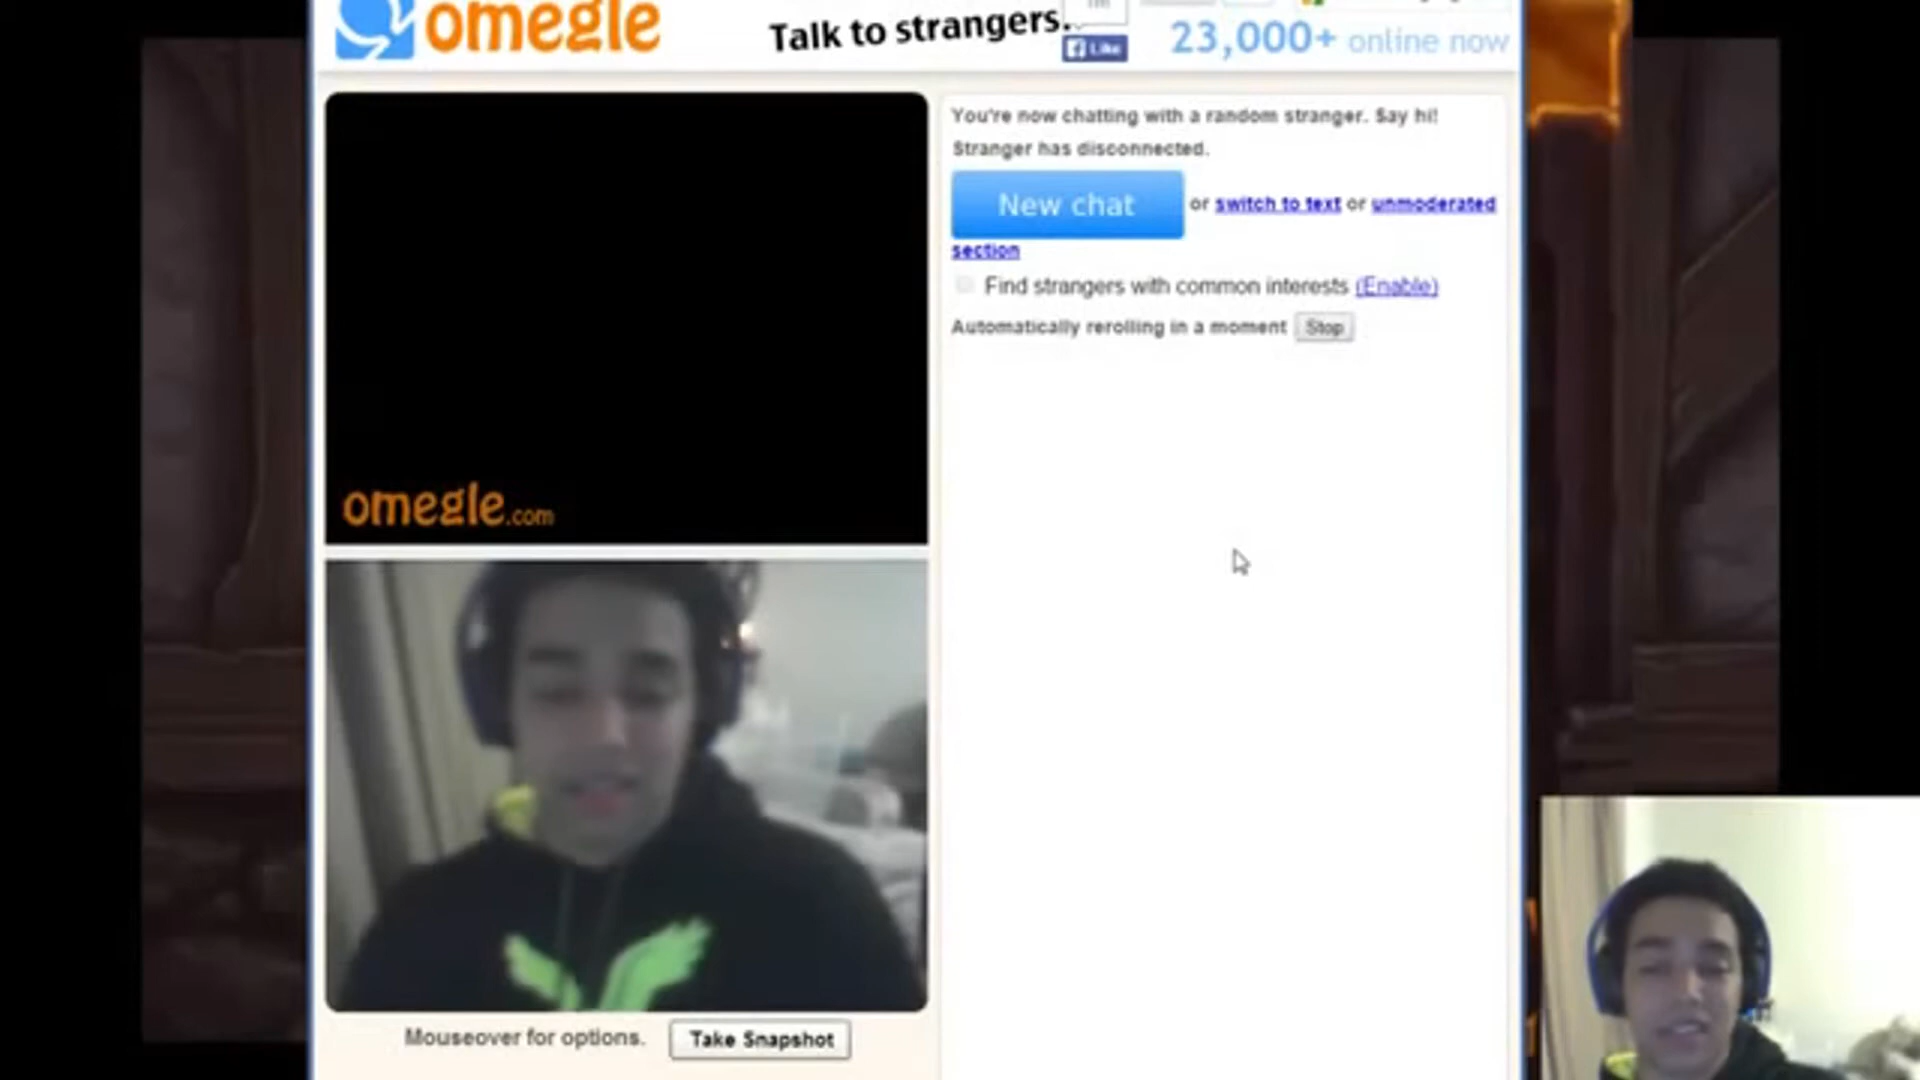 omegle
Talk to strangers.
Like
23,000+ online now
You're now chatting with a random stranger. Say hi!
Stranger has disconnected.
New chat or switch to text or unmoderated
section
Find strangers with common interests (Enable)
Automatically rerolling in a moment Stop
omegle.com
Mouseover for options. Take Snapshot